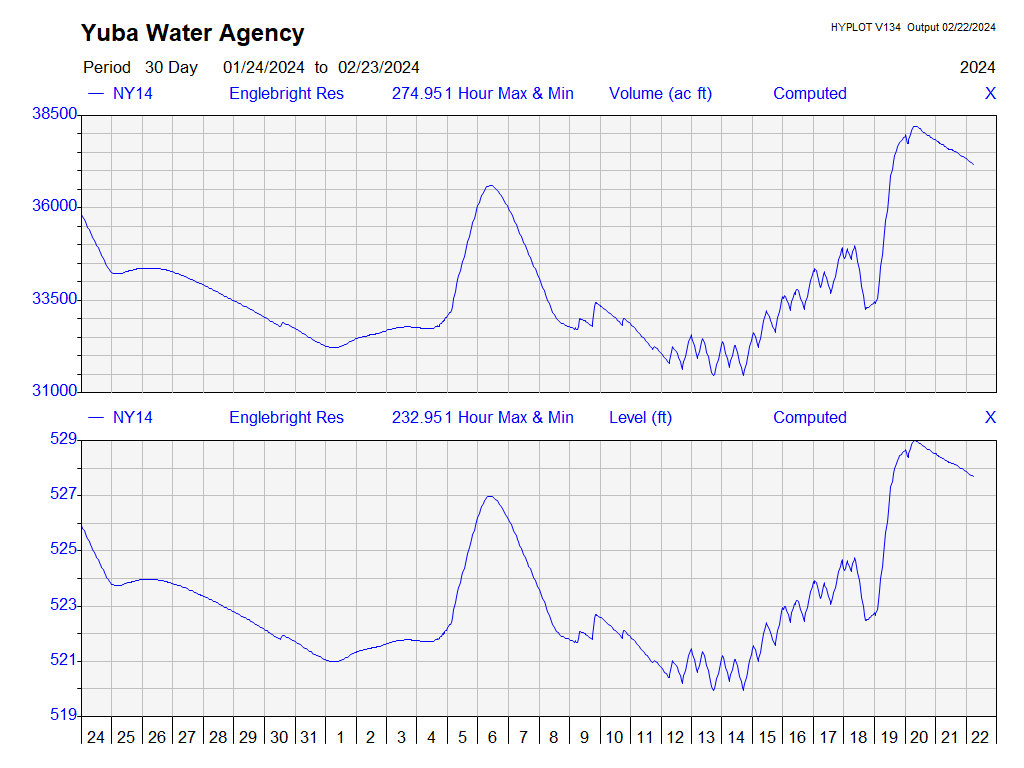 Yuba Water Agency
HYPLOT V134 Output 02/22/2024
Period 30 Day 01/24/2024 to 02/23/2024
2024
NY14 Englebright Res 274.951 Hour Max & Min Volume (ac ft) Computed X
38500
36000
33500
31000
NY14 Englebright Res 232.951 Hour Max & Min Level (ft) Computed X
529
527
525
523
521
519
24 25 26 27 28 29 30 31 1 2 3 4 5 6 7 8 9 10 11 12 13 14 15 16 17 18 19 20 21 22